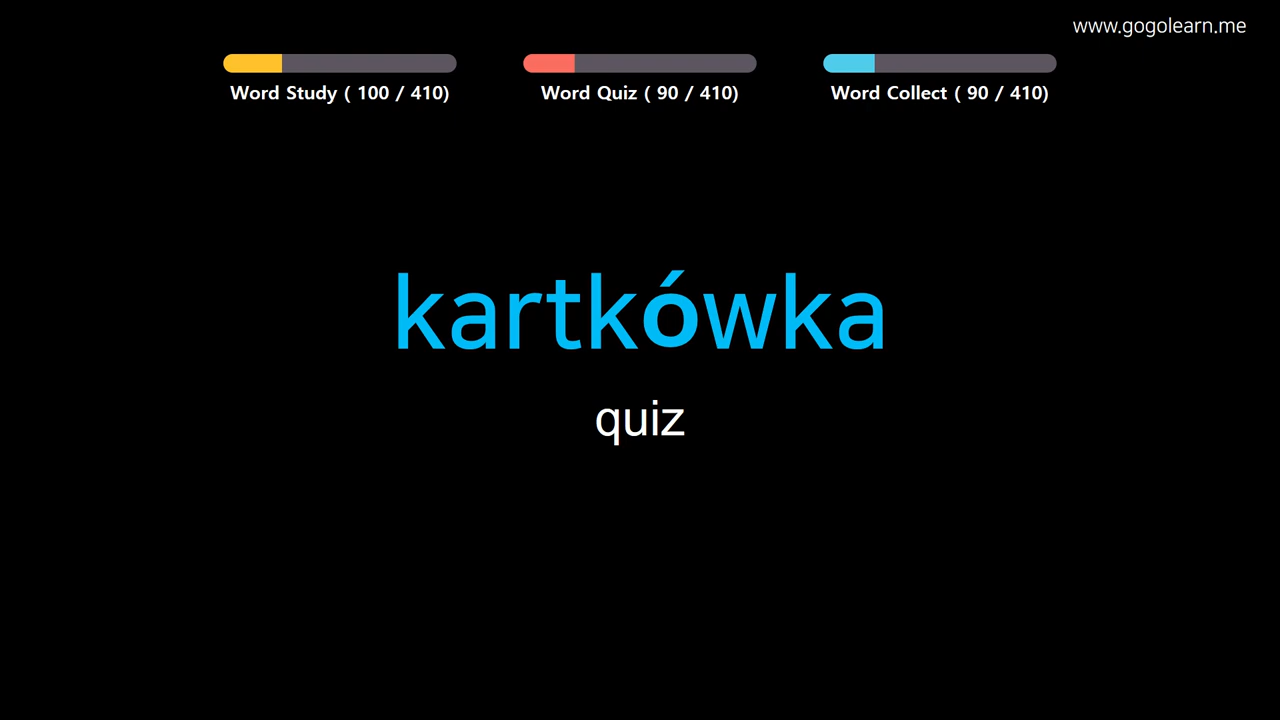 www.gogolearn.me
Word Study ( 100 / 410)
Word Quiz ( 90 / 410)
Word Collect ( 90 / 410)
kartkówka
quiz